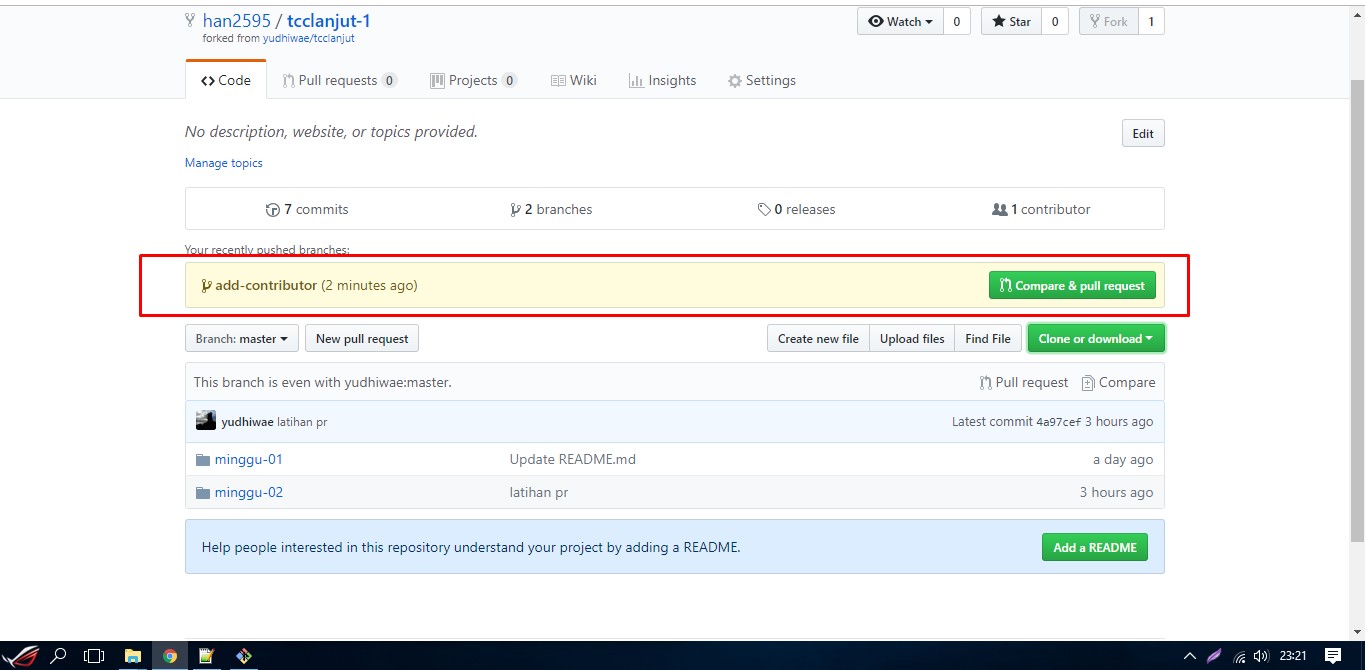 han2595 / tcclanjut-1 Watch 0 Star 0 Fork 1
forked from yudhiwae/tcclanjut
Code Pull requests 0 Projects 0 Wiki Insights Settings
No description, website, or topics provided. Edit
Manage topics
7 commits 2 branches 0 releases 1 contributor
Your recently pushed branches:
add-contributor (2 minutes ago) Compare & pull request
Branch: master New pull request Create new file Upload files Find File Clone or download
This branch is even with yudhiwae:master. Pull request Compare
yudhiwae latihan pr Latest commit 4a97cef 3 hours ago
minggu-01 Update README.md a day ago
minggu-02 latihan pr 3 hours ago
Help people interested in this repository understand your project by adding a README. Add a README
23:21